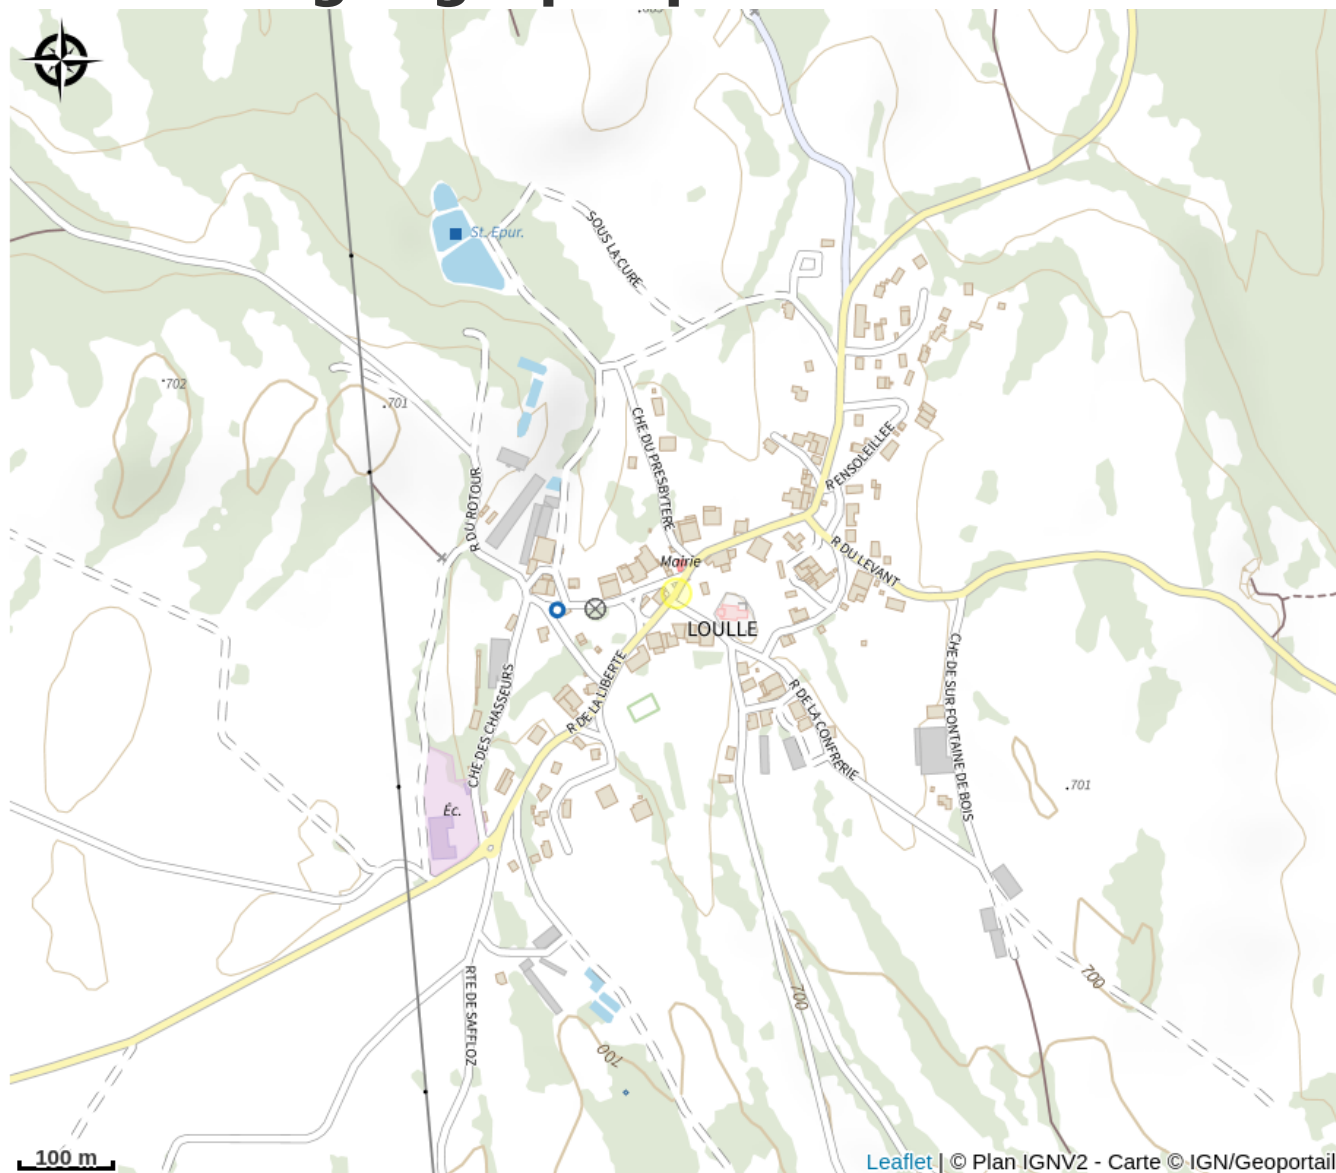 St. Epur.
SOUS LA CURE
702
701
CHE DU PRESBYTERE
R ENSOLEILLEE
R DU ROTOUR
R DU LEVANT
Mairie
LOULLE
CHE DE SUR FONTAINE DE BOIS
R DE LA LIBERTE
CHE DES CHASSEURS
R DE LA CONFRERIE
701
Éc.
RTE DE SAFFLOZ
700
700
700
100 m
Leaflet | © Plan IGNV2 - Carte © IGN/Geoportail